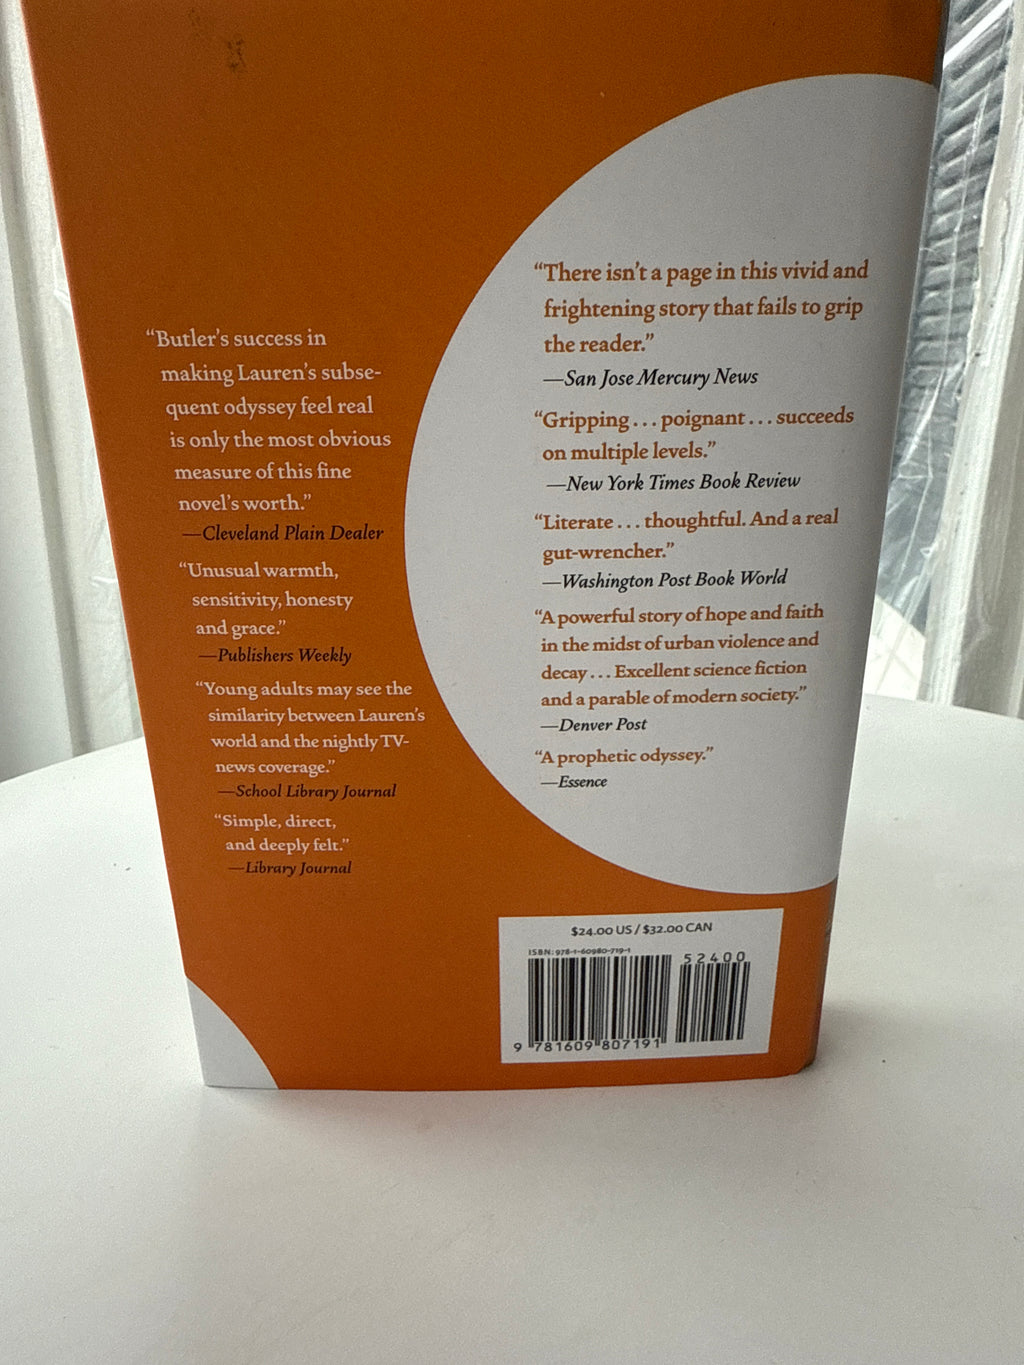 “Butler’s success in
making Lauren’s subse-
quent odyssey feel real
is only the most obvious
measure of this fine
novel’s worth.”
—Cleveland Plain Dealer
“Unusual warmth,
sensitivity, honesty
and grace.”
—Publishers Weekly
“Young adults may see the
similarity between Lauren’s
world and the nightly TV-
news coverage.”
—School Library Journal
“Simple, direct,
and deeply felt.”
—Library Journal
“There isn’t a page in this vivid and
frightening story that fails to grip
the reader.”
—San Jose Mercury News
“Gripping . . . poignant . . . succeeds
on multiple levels.”
—New York Times Book Review
“Literate . . . thoughtful. And a real
gut-wrencher.”
—Washington Post Book World
“A powerful story of hope and faith
in the midst of urban violence and
decay . . . Excellent science fiction
and a parable of modern society.”
—Denver Post
“A prophetic odyssey.”
—Essence
$24.00 US / $32.00 CAN
ISBN: 978-1-60980-719-1
52400
9 781609 807191